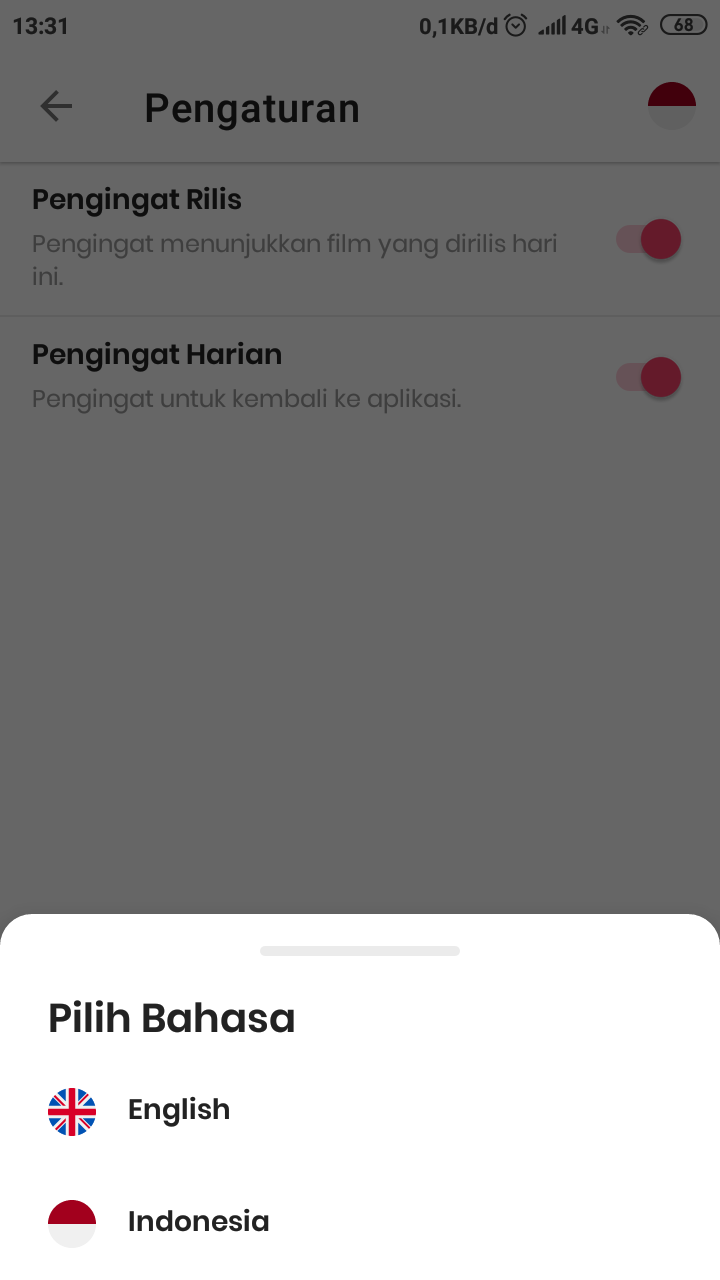 13:31
0,1KB/d 4G 68
Pengaturan
Pengingat Rilis
Pengingat menunjukkan film yang dirilis hari
ini.
Pengingat Harian
Pengingat untuk kembali ke aplikasi.
Pilih Bahasa
English
Indonesia